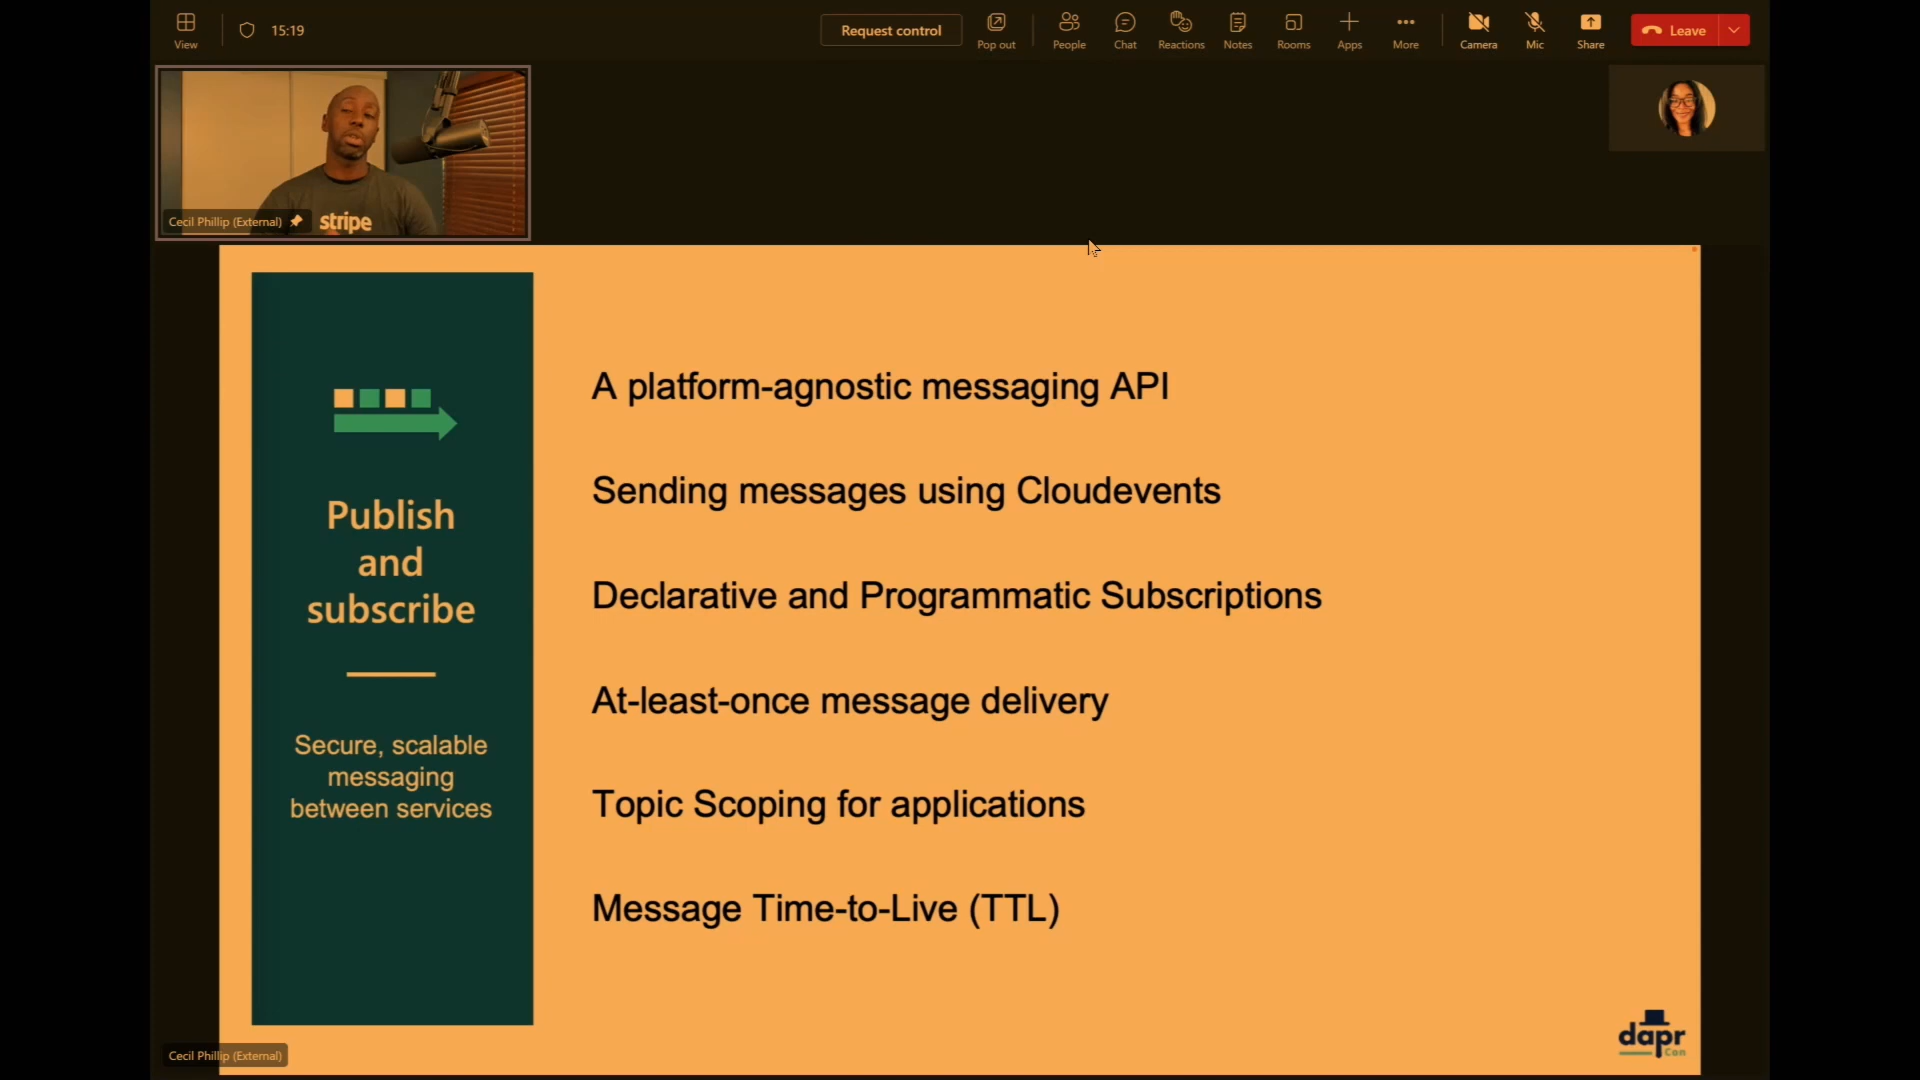 View
15:19
Request control
Pop out
People
Chat
Reactions
Notes
Rooms
Apps
More
Camera
Mic
Share
Leave
Cecil Phillip (External)
stripe
Publish
and
subscribe
Secure, scalable
messaging
between services
A platform-agnostic messaging API
Sending messages using Cloudevents
Declarative and Programmatic Subscriptions
At-least-once message delivery
Topic Scoping for applications
Message Time-to-Live (TTL)
dapr
Con
Cecil Phillip (External)